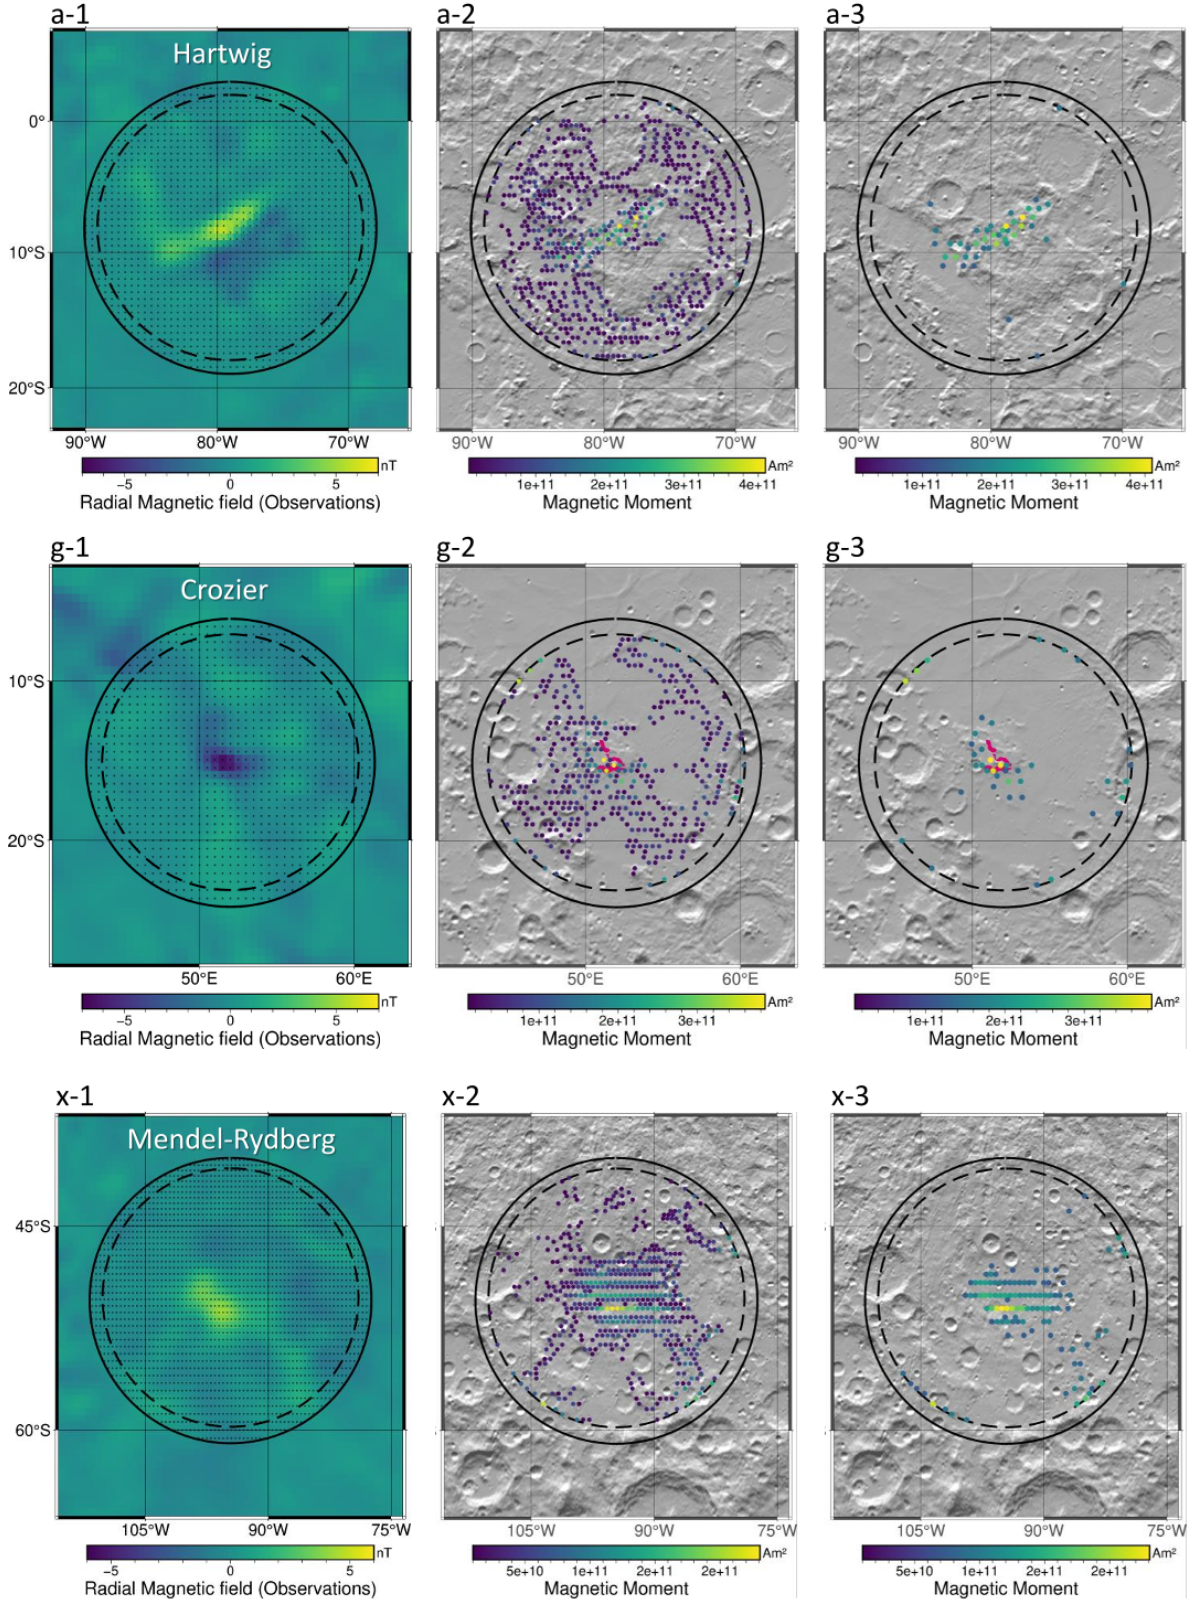 a-1 a-2 a-3
Hartwig
0°
10°S
20°S
90°W 80°W 70°W 90°W 80°W 70°W 90°W 80°W 70°W
nT Am² Am²
−5 0 5 1e+11 2e+11 3e+11 4e+11 1e+11 2e+11 3e+11 4e+11
Radial Magnetic field (Observations) Magnetic Moment Magnetic Moment
g-1 g-2 g-3
Crozier
10°S
20°S
50°E 60°E 50°E 60°E 50°E 60°E
nT Am² Am²
−5 0 5 1e+11 2e+11 3e+11 1e+11 2e+11 3e+11
Radial Magnetic field (Observations) Magnetic Moment Magnetic Moment
x-1 x-2 x-3
Mendel-Rydberg
45°S
60°S
105°W 90°W 75°W 105°W 90°W 75°W 105°W 90°W 75°W
nT Am² Am²
−5 0 5 5e+10 1e+11 2e+11 2e+11 5e+10 1e+11 2e+11 2e+11
Radial Magnetic field (Observations) Magnetic Moment Magnetic Moment